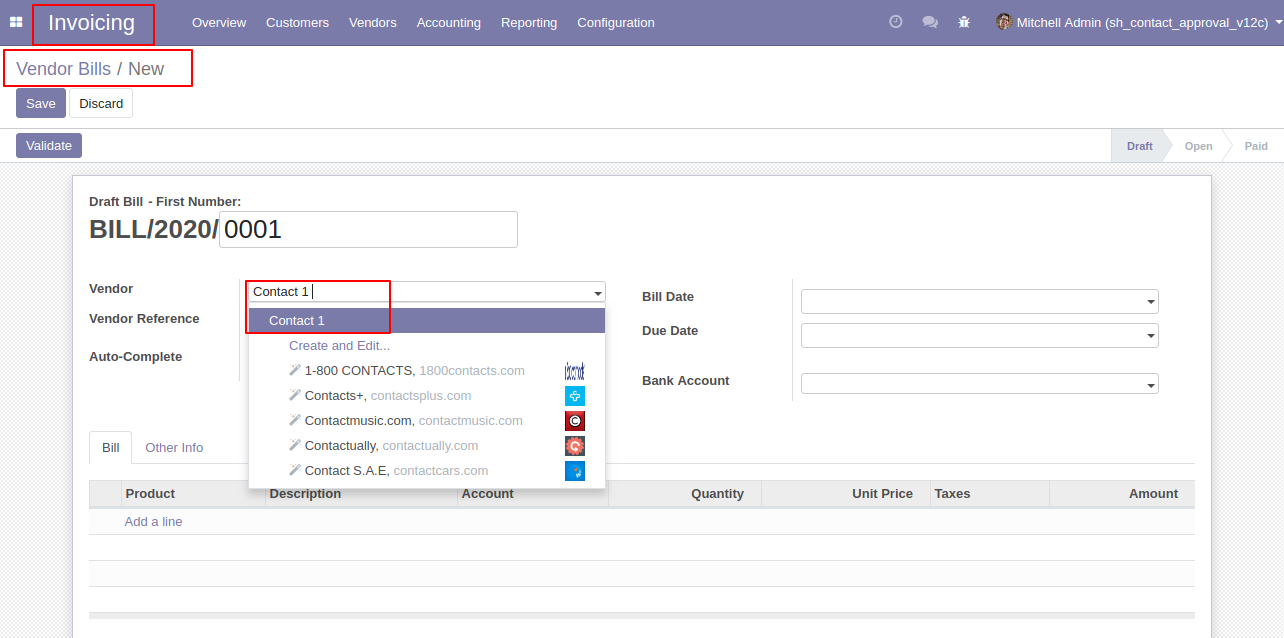 Invoicing Overview Customers Vendors Accounting Reporting Configuration Mitchell Admin (sh_contact_approval_v12c)
Vendor Bills / New
Save Discard
Validate Draft Open Paid
Draft Bill - First Number:
BILL/2020/ 0001
Vendor Contact 1 Bill Date
Contact 1
Vendor Reference Due Date
Create and Edit...
Auto-Complete
1-800 CONTACTS, 1800contacts.com Bank Account
Contacts+, contactsplus.com
Contactmusic.com, contactmusic.com
Contactually, contactually.com
Bill Other Info
Contact S.A.E, contactcars.com
Product Description Account Quantity Unit Price Taxes Amount
Add a line